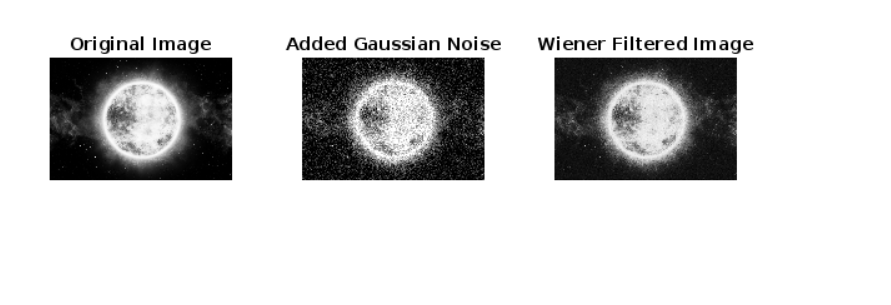 Original Image
Added Gaussian Noise
Wiener Filtered Image